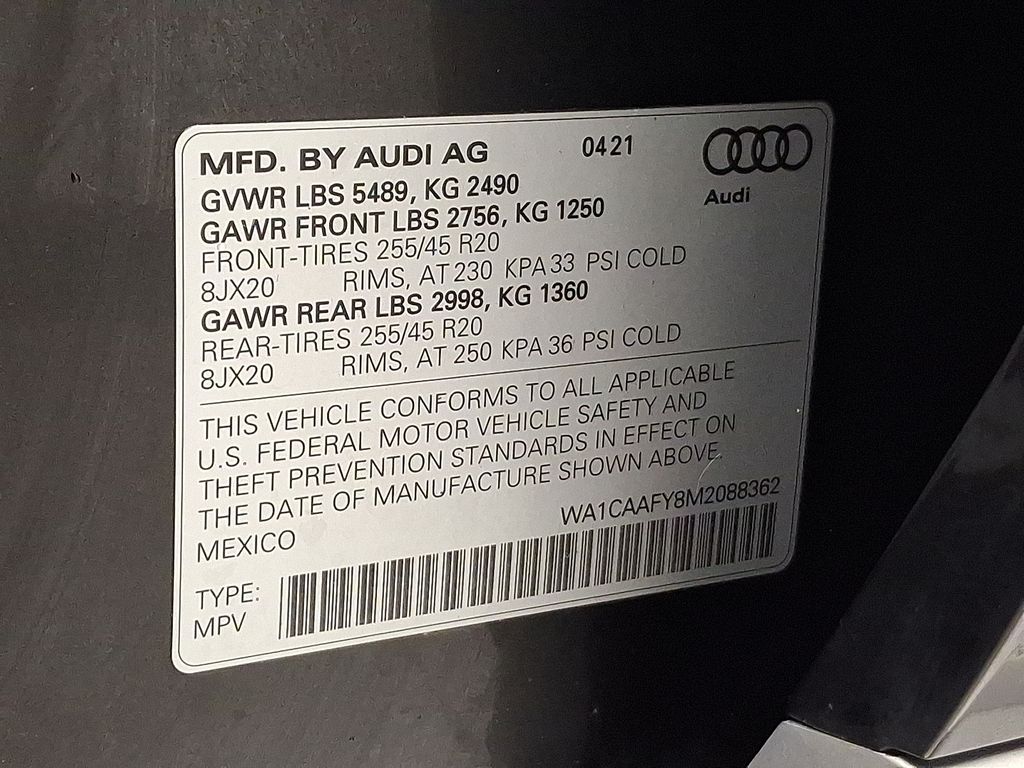 MFD. BY AUDI AG 0421
Audi
GVWR LBS 5489, KG 2490
GAWR FRONT LBS 2756, KG 1250
FRONT-TIRES 255/45 R20
8JX20 RIMS, AT 230 KPA 33 PSI COLD
GAWR REAR LBS 2998, KG 1360
REAR-TIRES 255/45 R20
8JX20 RIMS, AT 250 KPA 36 PSI COLD
THIS VEHICLE CONFORMS TO ALL APPLICABLE
U.S. FEDERAL MOTOR VEHICLE SAFETY AND
THEFT PREVENTION STANDARDS IN EFFECT ON
THE DATE OF MANUFACTURE SHOWN ABOVE.
MEXICO WA1CAAFY8M2088362
TYPE:
MPV